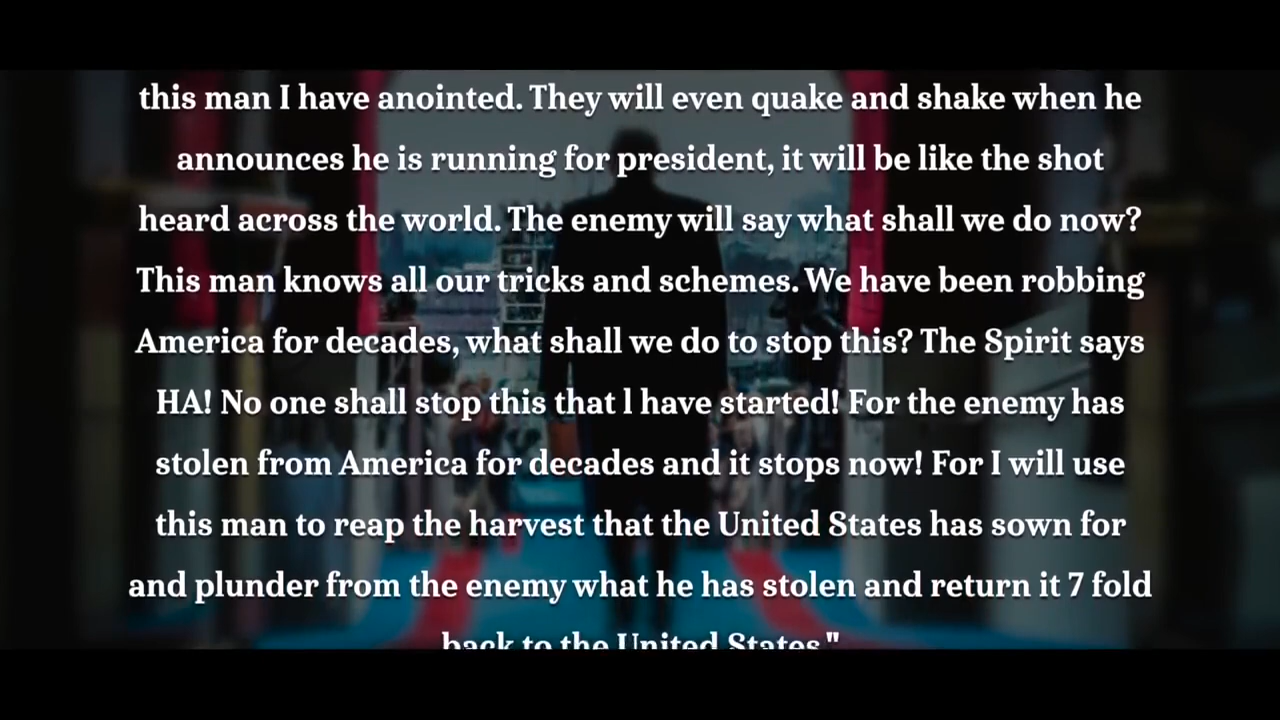 this man I have anointed. They will even quake and shake when he
announces he is running for president, it will be like the shot
heard across the world. The enemy will say what shall we do now?
This man knows all our tricks and schemes. We have been robbing
America for decades, what shall we do to stop this? The Spirit says
HA! No one shall stop this that l have started! For the enemy has
stolen from America for decades and it stops now! For I will use
this man to reap the harvest that the United States has sown for
and plunder from the enemy what he has stolen and return it 7 fold
back to the United States."